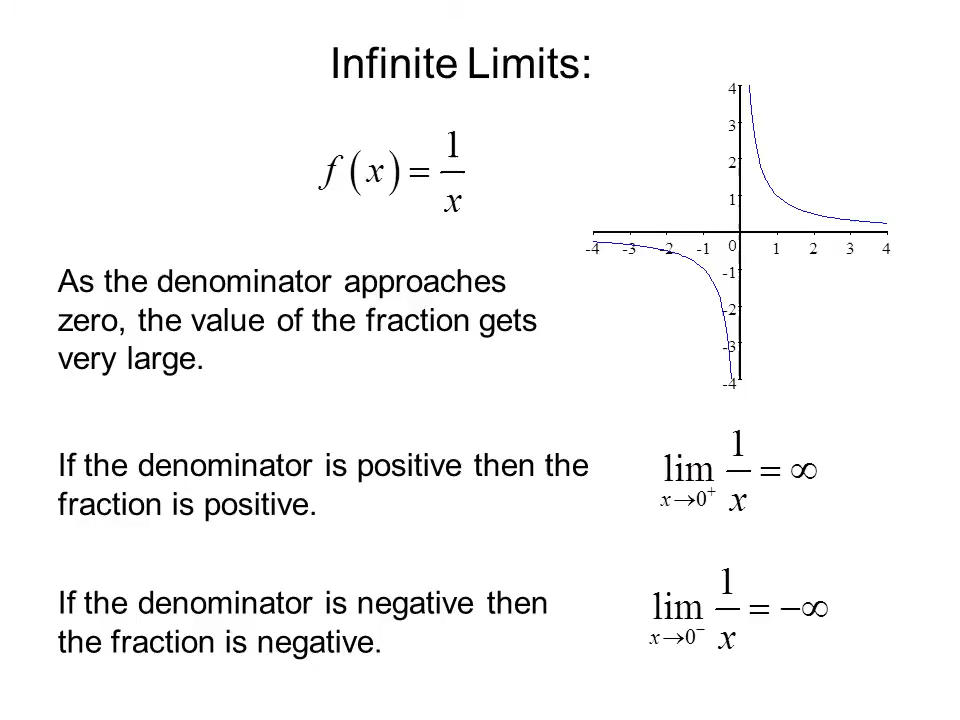 Infinite Limits:
f(x) = 1/x
4
3
2
1
-4 -3 -2 -1 0 1 2 3 4
-1
-2
-3
-4
As the denominator approaches
zero, the value of the fraction gets
very large.
If the denominator is positive then the
fraction is positive.
lim x→0⁺ 1/x = ∞
If the denominator is negative then
the fraction is negative.
lim x→0⁻ 1/x = −∞